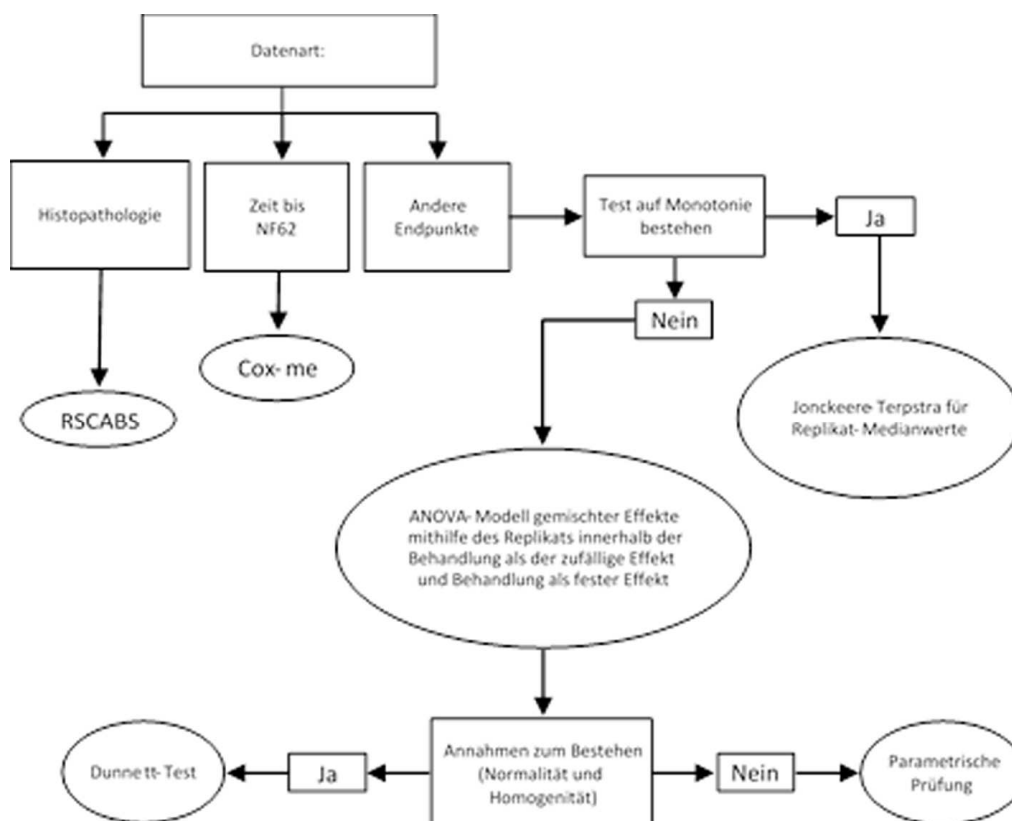 Datenart:
Histopathologie
Zeit bis
NF62
Andere
Endpunkte
Test auf Monotonie
bestehen
Ja
Nein
RSCABS
Cox- me
Jonckeere-Terpstra für
Replikat- Medianwerte
ANOVA- Modell gemischter Effekte
mithilfe des Replikats innerhalb der
Behandlung als der zufällige Effekt
und Behandlung als fester Effekt
Dunnett- Test
Ja
Annahmen zum Bestehen
(Normalität und
Homogenität)
Nein
Parametrische
Prüfung